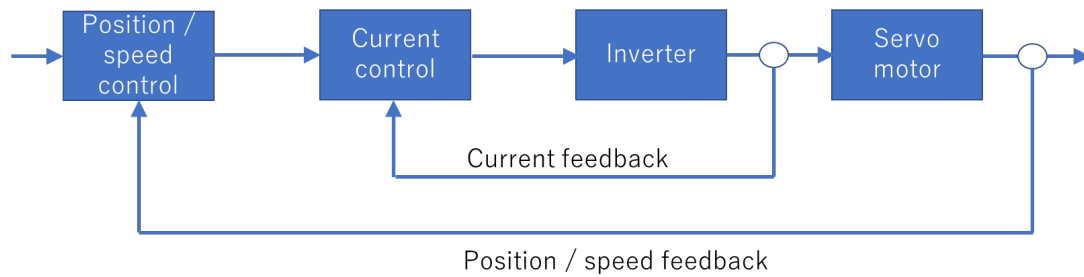 Position /
speed
control
Current
control
Inverter
Servo
motor
Current feedback
Position / speed feedback